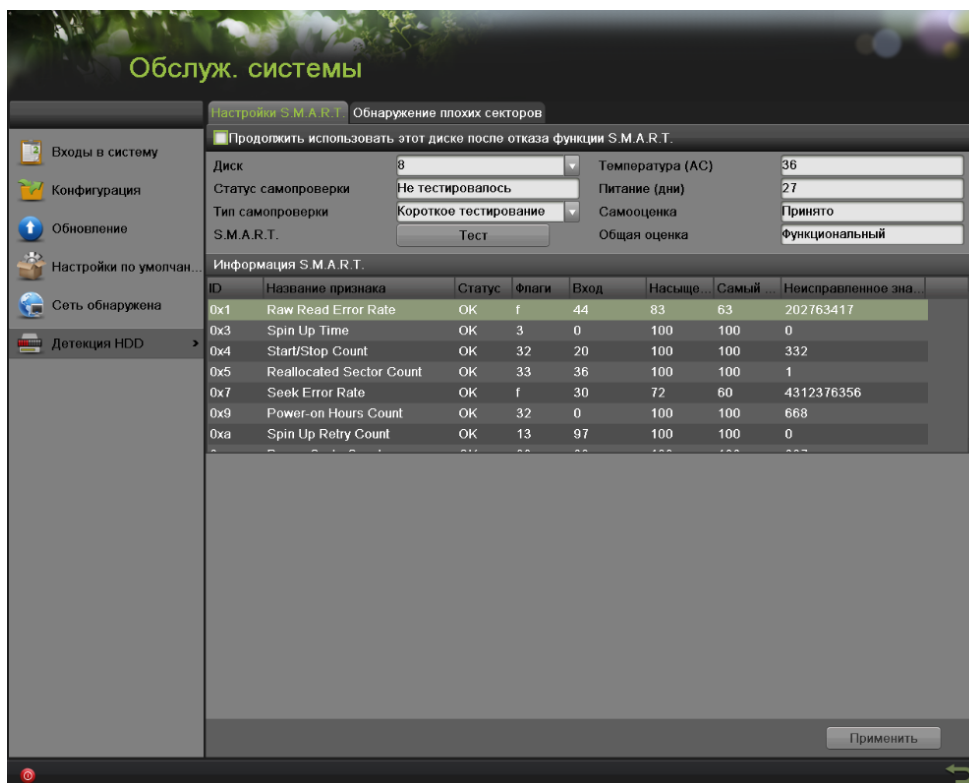 Обслуж. системы
Настройки S.M.A.R.T. Обнаружение плохих секторов
Продолжить использовать этот диске после отказа функции S.M.A.R.T.
Входы в систему
Конфигурация
Обновление
Настройки по умолчан...
Сеть обнаружена
Детекция HDD >
Диск 8 Температура (АС) 36
Статус самопроверки Не тестировалось Питание (дни) 27
Тип самопроверки Короткое тестирование Самооценка Принято
S.M.A.R.T. Тест Общая оценка Функциональный
Информация S.M.A.R.T.
ID Название признака Статус Флаги Вход Насыще... Самый ... Неисправленное зна...
0x1 Raw Read Error Rate OK f 44 83 63 202763417
0x3 Spin Up Time OK 3 0 100 100 0
0x4 Start/Stop Count OK 32 20 100 100 332
0x5 Reallocated Sector Count OK 33 36 100 100 1
0x7 Seek Error Rate OK f 30 72 60 4312376356
0x9 Power-on Hours Count OK 32 0 100 100 668
0xa Spin Up Retry Count OK 13 97 100 100 0
Применить